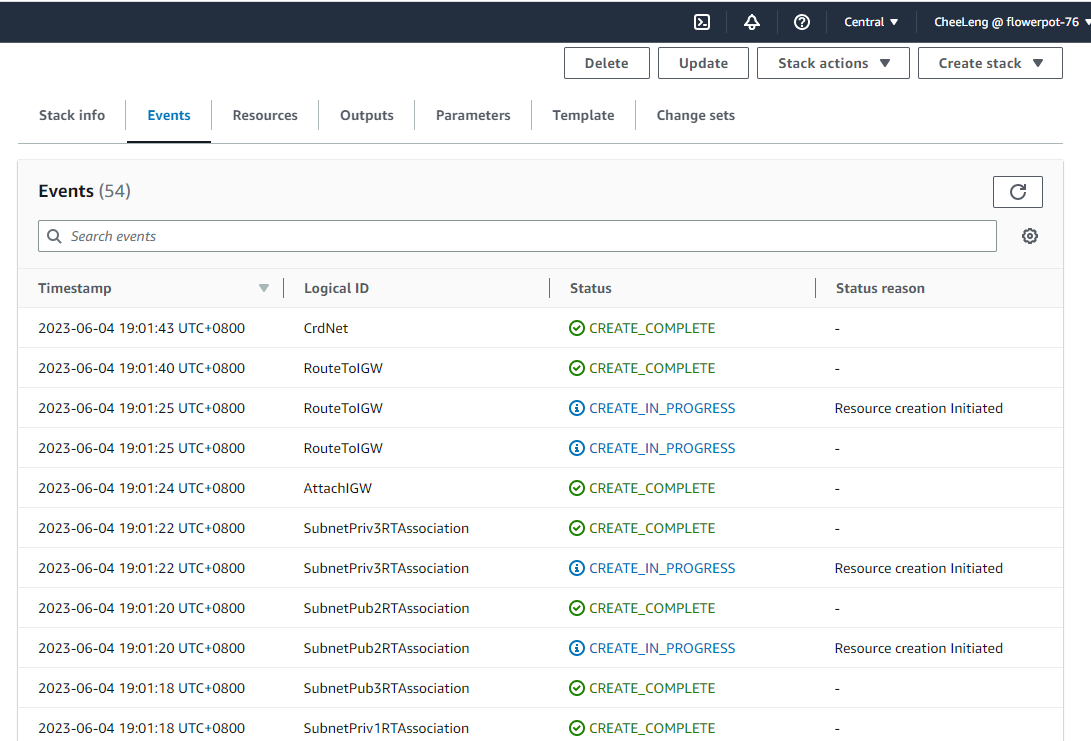 Central ▼ CheeLeng @ flowerpot-76 ▼
Delete Update Stack actions ▼ Create stack ▼
Stack info Events Resources Outputs Parameters Template Change sets
Events (54)
Search events
Timestamp Logical ID Status Status reason
2023-06-04 19:01:43 UTC+0800 CrdNet CREATE_COMPLETE -
2023-06-04 19:01:40 UTC+0800 RouteToIGW CREATE_COMPLETE -
2023-06-04 19:01:25 UTC+0800 RouteToIGW CREATE_IN_PROGRESS Resource creation Initiated
2023-06-04 19:01:25 UTC+0800 RouteToIGW CREATE_IN_PROGRESS -
2023-06-04 19:01:24 UTC+0800 AttachIGW CREATE_COMPLETE -
2023-06-04 19:01:22 UTC+0800 SubnetPriv3RTAssociation CREATE_COMPLETE -
2023-06-04 19:01:22 UTC+0800 SubnetPriv3RTAssociation CREATE_IN_PROGRESS Resource creation Initiated
2023-06-04 19:01:20 UTC+0800 SubnetPub2RTAssociation CREATE_COMPLETE -
2023-06-04 19:01:20 UTC+0800 SubnetPub2RTAssociation CREATE_IN_PROGRESS Resource creation Initiated
2023-06-04 19:01:18 UTC+0800 SubnetPub3RTAssociation CREATE_COMPLETE -
2023-06-04 19:01:18 UTC+0800 SubnetPriv1RTAssociation CREATE_COMPLETE -